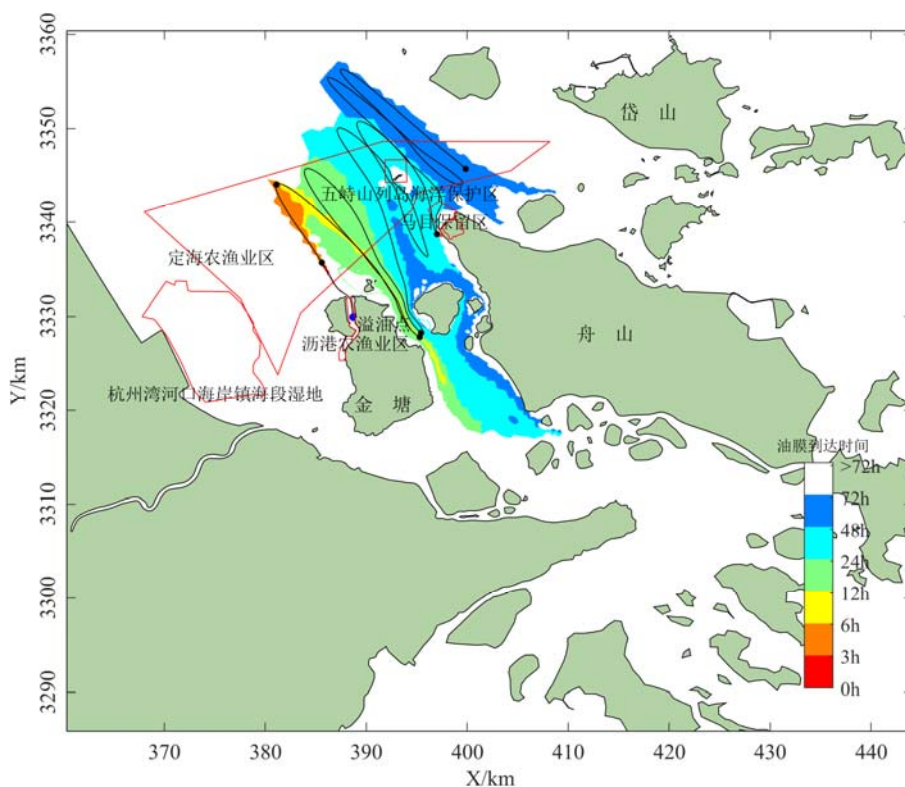 3360
3350
3340
3330
3320
3310
3300
3290
Y/km
岱 山
五峙山列岛海洋保护区
马目保留区
定海农渔业区
溢油点
沥港农渔业区
舟 山
杭州湾河口海岸镇海段湿地
金 塘
油膜到达时间
>72h
72h
48h
24h
12h
6h
3h
0h
370
380
390
400
410
420
430
440
X/km